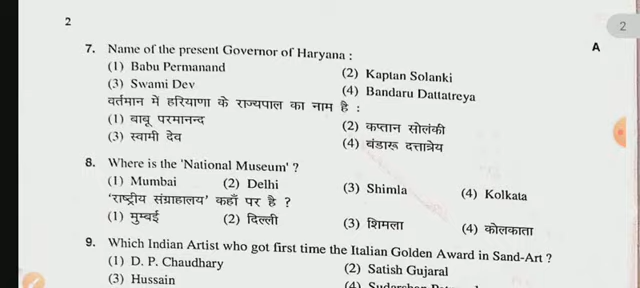 2
2
A
7. Name of the present Governor of Haryana :
(1) Babu Permanand (2) Kaptan Solanki
(3) Swami Dev (4) Bandaru Dattatreya
वर्तमान में हरियाणा के राज्यपाल का नाम है :
(1) बाबू परमानन्द (2) कप्तान सोलंकी
(3) स्वामी देव (4) बंडारू दत्तात्रेय
8. Where is the 'National Museum' ?
(1) Mumbai (2) Delhi (3) Shimla (4) Kolkata
'राष्ट्रीय संग्राहालय' कहाँ पर है ?
(1) मुम्बई (2) दिल्ली (3) शिमला (4) कोलकाता
9. Which Indian Artist who got first time the Italian Golden Award in Sand-Art ?
(1) D. P. Chaudhary (2) Satish Gujaral
(3) Hussain (4) Sudarshan